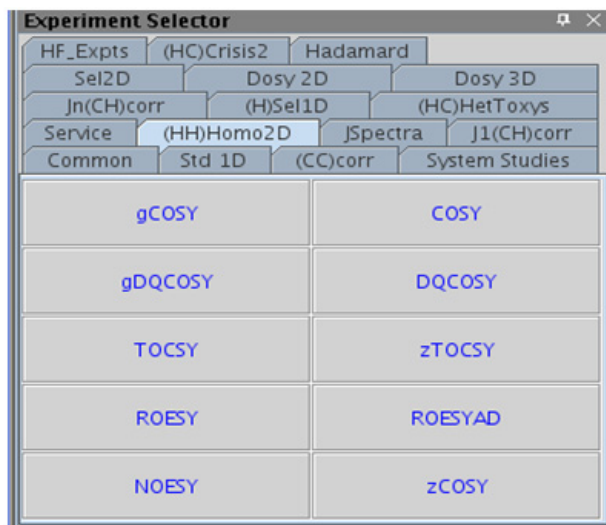 Experiment Selector
HF_Expts (HC)Crisis2 Hadamard
Sel2D Dosy 2D Dosy 3D
Jn(CH)corr (H)Sel1D (HC)HetToxys
Service (HH)Homo2D JSpectra J1(CH)corr
Common Std 1D (CC)corr System Studies
gCOSY COSY
gDQCOSY DQCOSY
TOCSY zTOCSY
ROESY ROESYAD
NOESY zCOSY